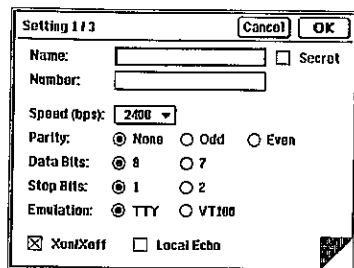 Setting 1/3 Cancel OK
Name: Secret
Number:
Speed (bps): 2400
Parity: None Odd Even
Data Bits: 8 7
Stop Bits: 1 2
Emulation: TTY VT100
Xon/Xoff Local Echo